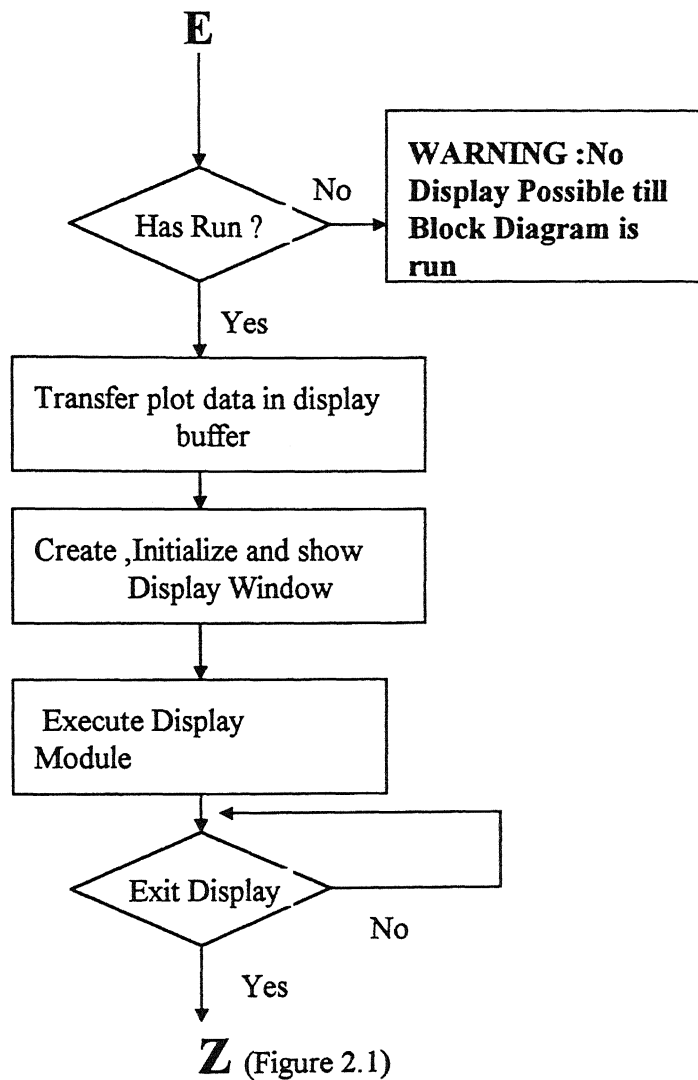 E
No
WARNING :No
Display Possible till
Block Diagram is
run
Has Run ?
Yes
Transfer plot data in display
buffer
Create ,Initialize and show
Display Window
Execute Display
Module
Exit Display
No
Yes
Z (Figure 2.1)